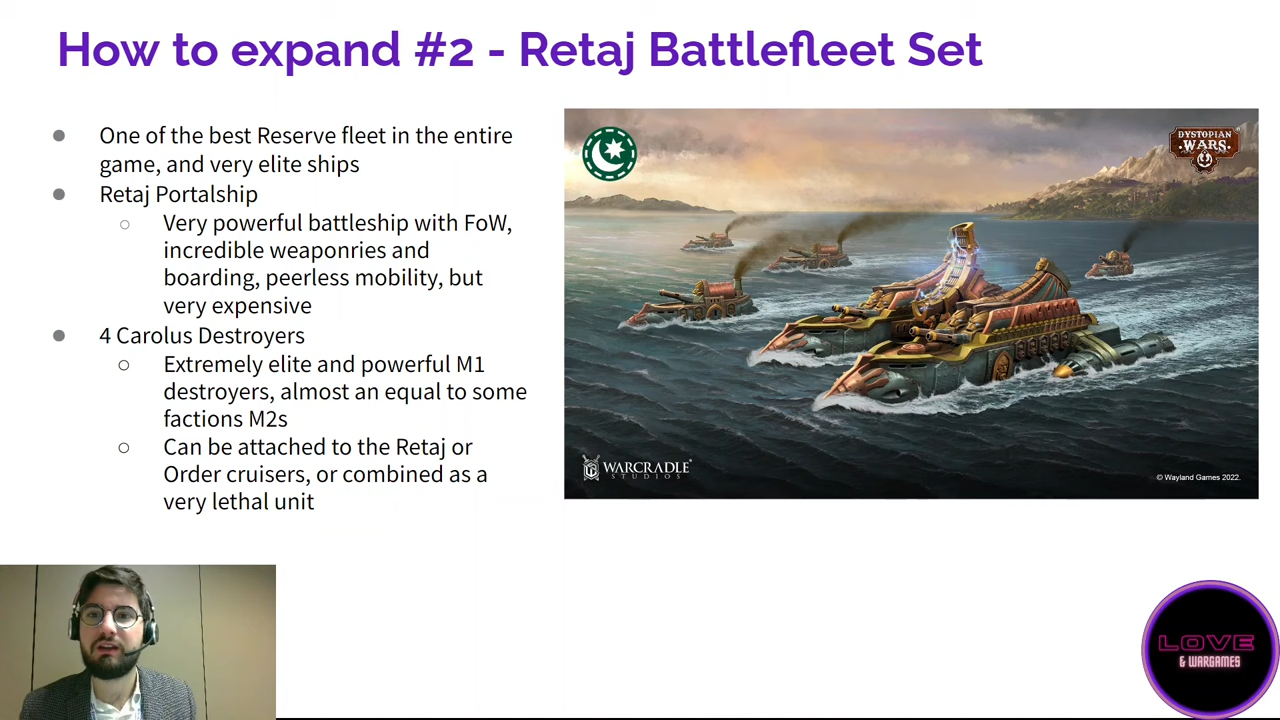 How to expand #2 - Retaj Battlefleet Set
One of the best Reserve fleet in the entire
game, and very elite ships
Retaj Portalship
Very powerful battleship with FoW,
incredible weaponries and
boarding, peerless mobility, but
very expensive
4 Carolus Destroyers
Extremely elite and powerful M1
destroyers, almost an equal to some
factions M2s
Can be attached to the Retaj or
Order cruisers, or combined as a
very lethal unit
DYSTOPIAN
WARS
WARCRADLE
STUDIOS
© Wayland Games 2022.
LOVE
& WARGAMES